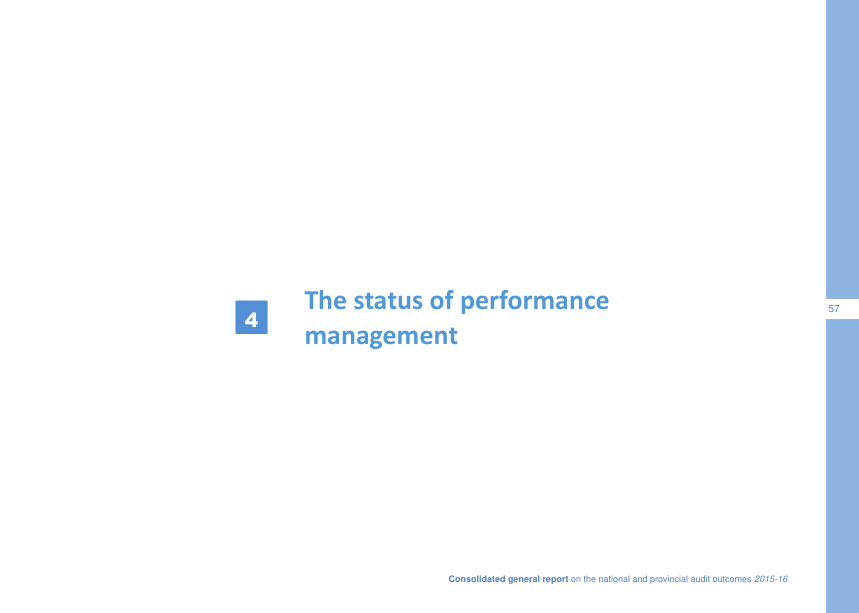 4
The status of performance
management
57
Consolidated general report on the national and provincial audit outcomes 2015-16